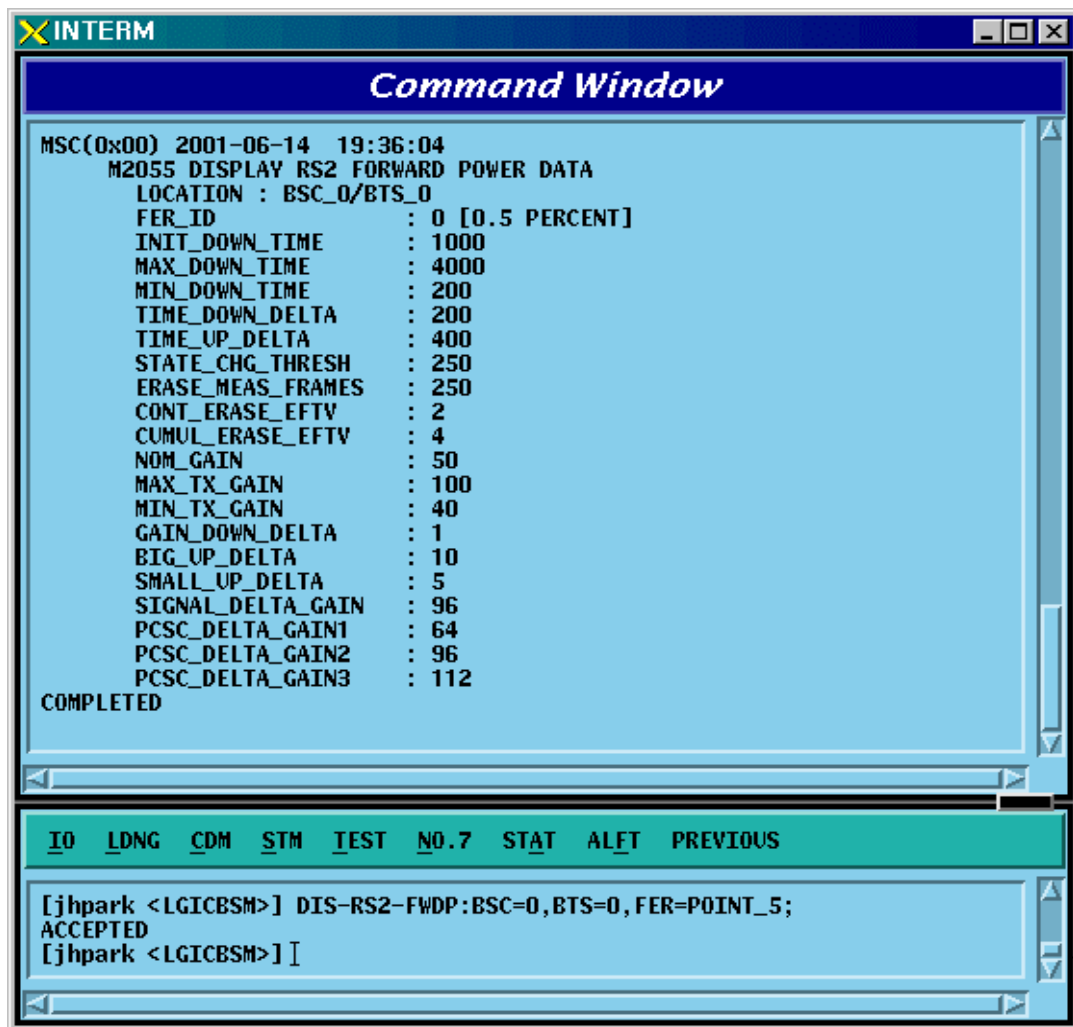 INTERM
Command Window
MSC(0x00) 2001-06-14 19:36:04
M2055 DISPLAY RS2 FORWARD POWER DATA
LOCATION : BSC_0/BTS_0
FER_ID : 0 [0.5 PERCENT]
INIT_DOWN_TIME : 1000
MAX_DOWN_TIME : 4000
MIN_DOWN_TIME : 200
TIME_DOWN_DELTA : 200
TIME_UP_DELTA : 400
STATE_CHG_THRESH : 250
ERASE_MEAS_FRAMES : 250
CONT_ERASE_EFTV : 2
CUMUL_ERASE_EFTV : 4
NOM_GAIN : 50
MAX_TX_GAIN : 100
MIN_TX_GAIN : 40
GAIN_DOWN_DELTA : 1
BIG_UP_DELTA : 10
SMALL_UP_DELTA : 5
SIGNAL_DELTA_GAIN : 96
PCSC_DELTA_GAIN1 : 64
PCSC_DELTA_GAIN2 : 96
PCSC_DELTA_GAIN3 : 112
COMPLETED
IO LDNG CDM STM TEST NO.7 STAT ALFT PREVIOUS
[jhpark <LGICBSM>] DIS-RS2-FWDP:BSC=0,BTS=0,FER=POINT_5;
ACCEPTED
[jhpark <LGICBSM>]